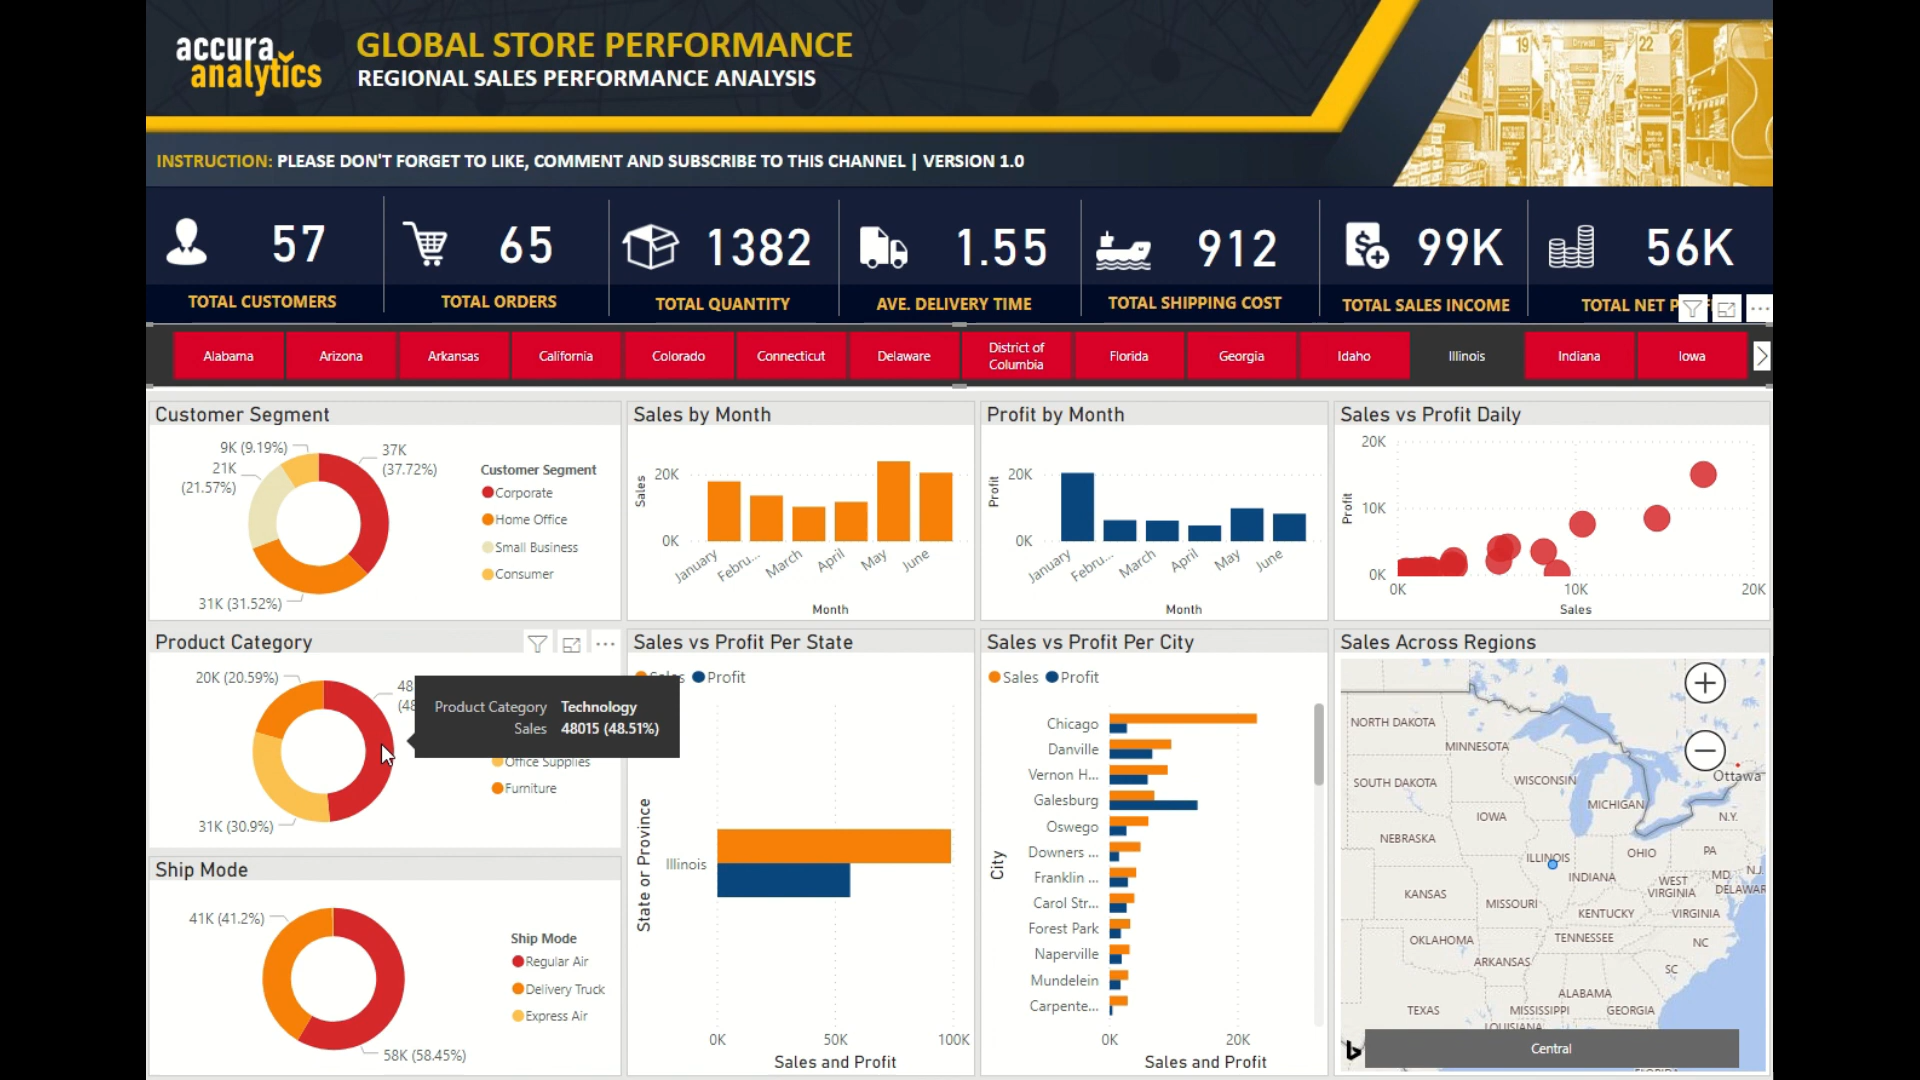 accura
analytics
GLOBAL STORE PERFORMANCE
REGIONAL SALES PERFORMANCE ANALYSIS
19
22
INSTRUCTION: PLEASE DON'T FORGET TO LIKE, COMMENT AND SUBSCRIBE TO THIS CHANNEL | VERSION 1.0
57
TOTAL CUSTOMERS
65
TOTAL ORDERS
1382
TOTAL QUANTITY
1.55
AVE. DELIVERY TIME
912
TOTAL SHIPPING COST
99K
TOTAL SALES INCOME
56K
TOTAL NET P
Alabama
Arizona
Arkansas
California
Colorado
Connecticut
Delaware
District of
Columbia
Florida
Georgia
Idaho
Illinois
Indiana
Iowa
Customer Segment
9K (9.19%)
37K
(37.72%)
21K
(21.57%)
31K (31.52%)
Customer Segment
Corporate
Home Office
Small Business
Consumer
Sales by Month
Sales
20K
0K
January
Febru...
March
April
May
June
Month
Profit by Month
Profit
20K
0K
January
Febru...
March
April
May
June
Month
Sales vs Profit Daily
Profit
20K
10K
0K
0K
10K
20K
Sales
Product Category
20K (20.59%)
48
(48
31K (30.9%)
Product Category Technology
Sales 48015 (48.51%)
Office Supplies
Furniture
Ship Mode
41K (41.2%)
58K (58.45%)
Ship Mode
Regular Air
Delivery Truck
Express Air
Sales vs Profit Per State
Sales Profit
State or Province
Illinois
0K
50K
100K
Sales and Profit
Sales vs Profit Per City
Sales Profit
City
Chicago
Danville
Vernon H...
Galesburg
Oswego
Downers ...
Franklin ...
Carol Str...
Forest Park
Naperville
Mundelein
Carpente...
0K
20K
Sales and Profit
Sales Across Regions
NORTH DAKOTA
MINNESOTA
SOUTH DAKOTA
WISCONSIN
Ottawa
MICHIGAN
IOWA
N.Y.
NEBRASKA
ILLINOIS
OHIO
PA
INDIANA
MD
N.J.
WEST
VIRGINIA
DELAWAR
KANSAS
MISSOURI
KENTUCKY
VIRGINIA
OKLAHOMA
TENNESSEE
NC
ARKANSAS
SC
ALABAMA
TEXAS
MISSISSIPPI
GEORGIA
LOUISIANA
Central
FLORIDA